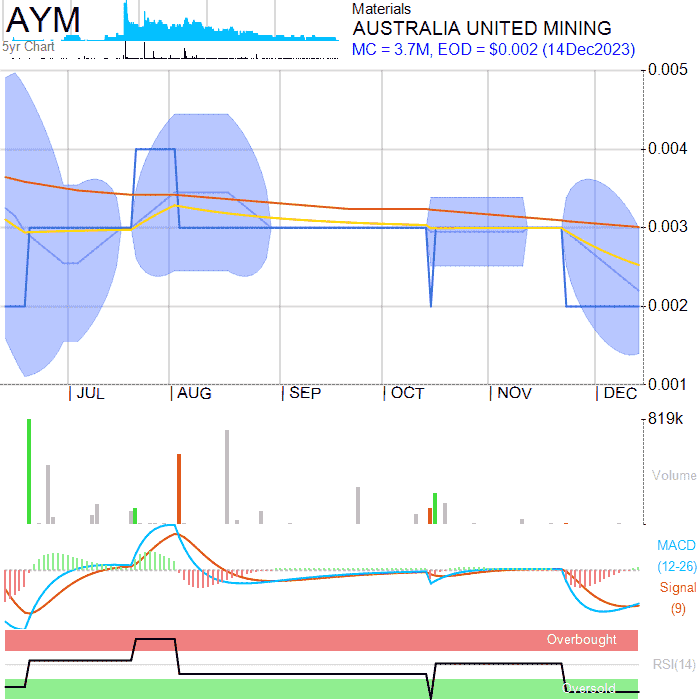 AYM
5yr Chart
Materials
AUSTRALIA UNITED MINING
MC = 3.7M, EOD = $0.002 (14Dec2023)
0.005
0.004
0.003
0.002
0.001
JUL
AUG
SEP
OCT
NOV
DEC
819k
Volume
MACD
(12-26)
Signal
(9)
Overbought
RSI(14)
Oversold